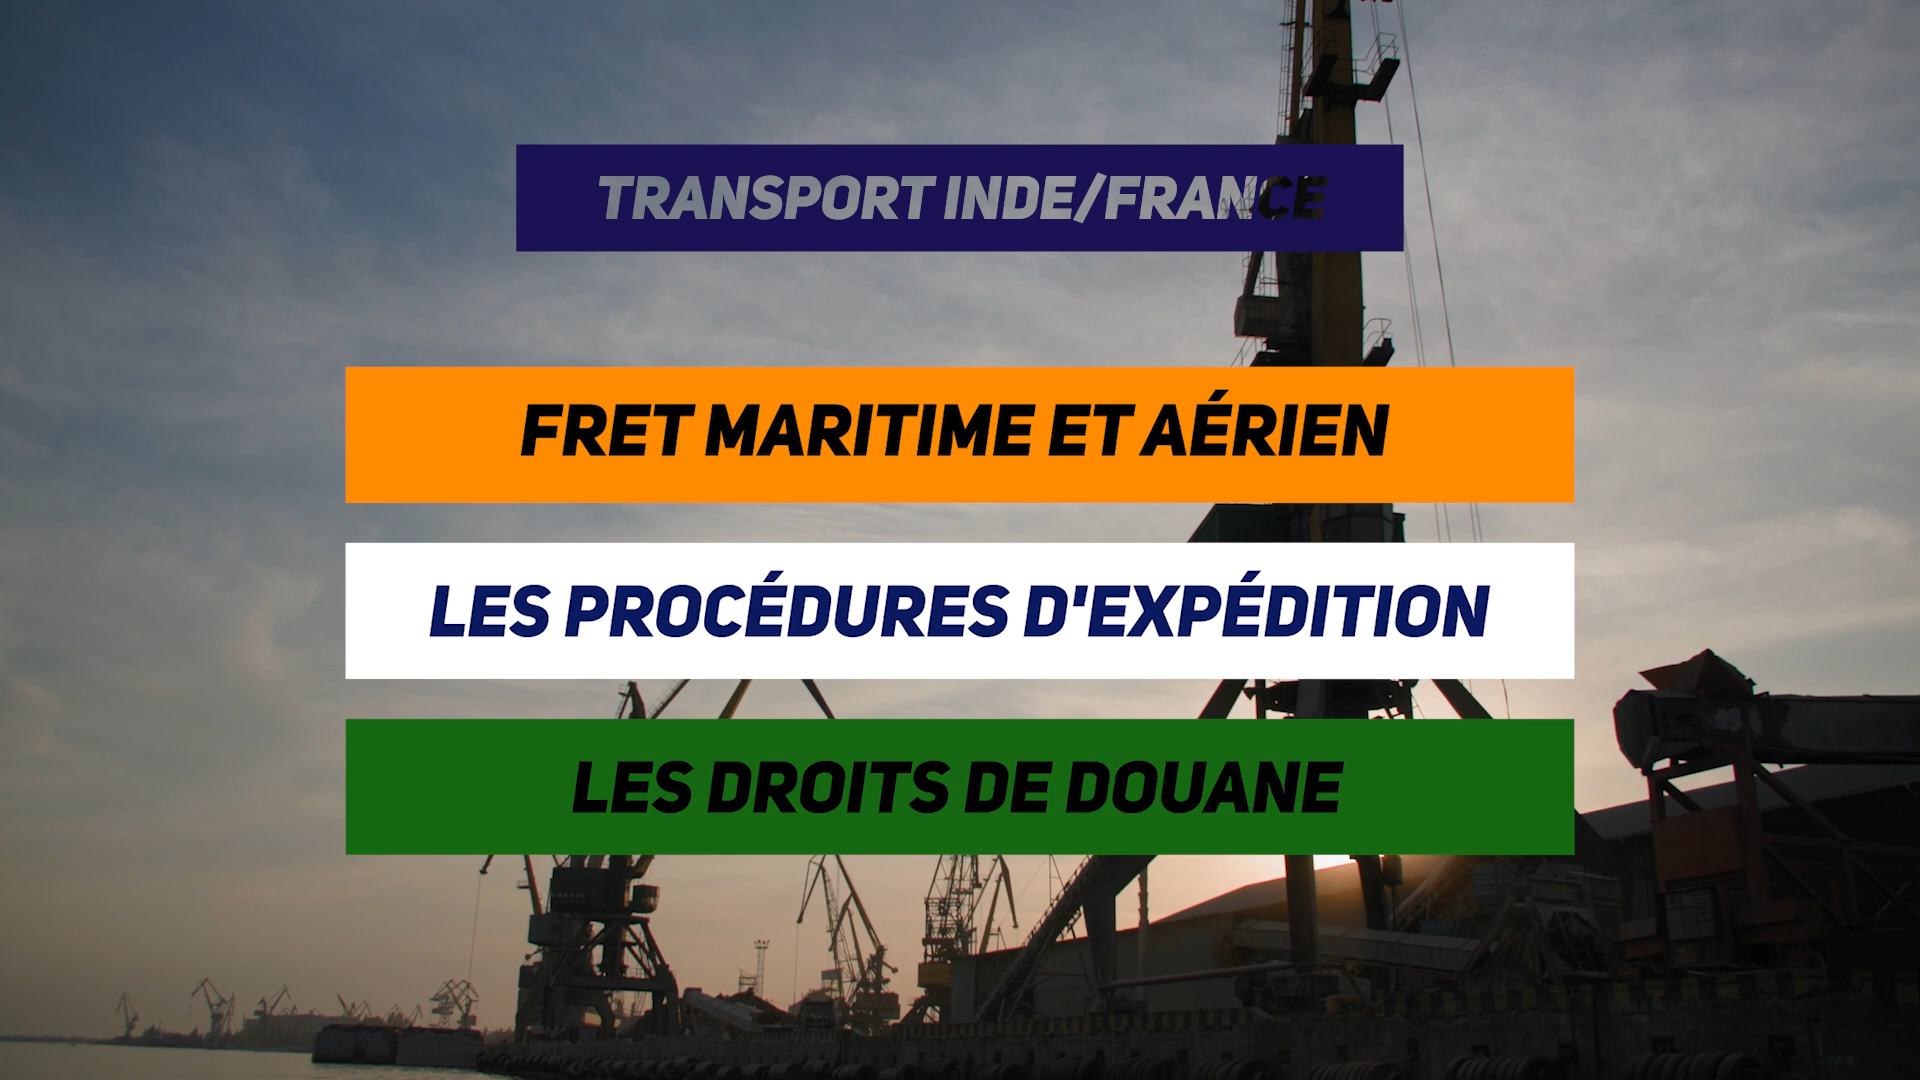 TRANSPORT INDE/FRANCE
FRET MARITIME ET AÉRIEN
LES PROCÉDURES D'EXPÉDITION
LES DROITS DE DOUANE